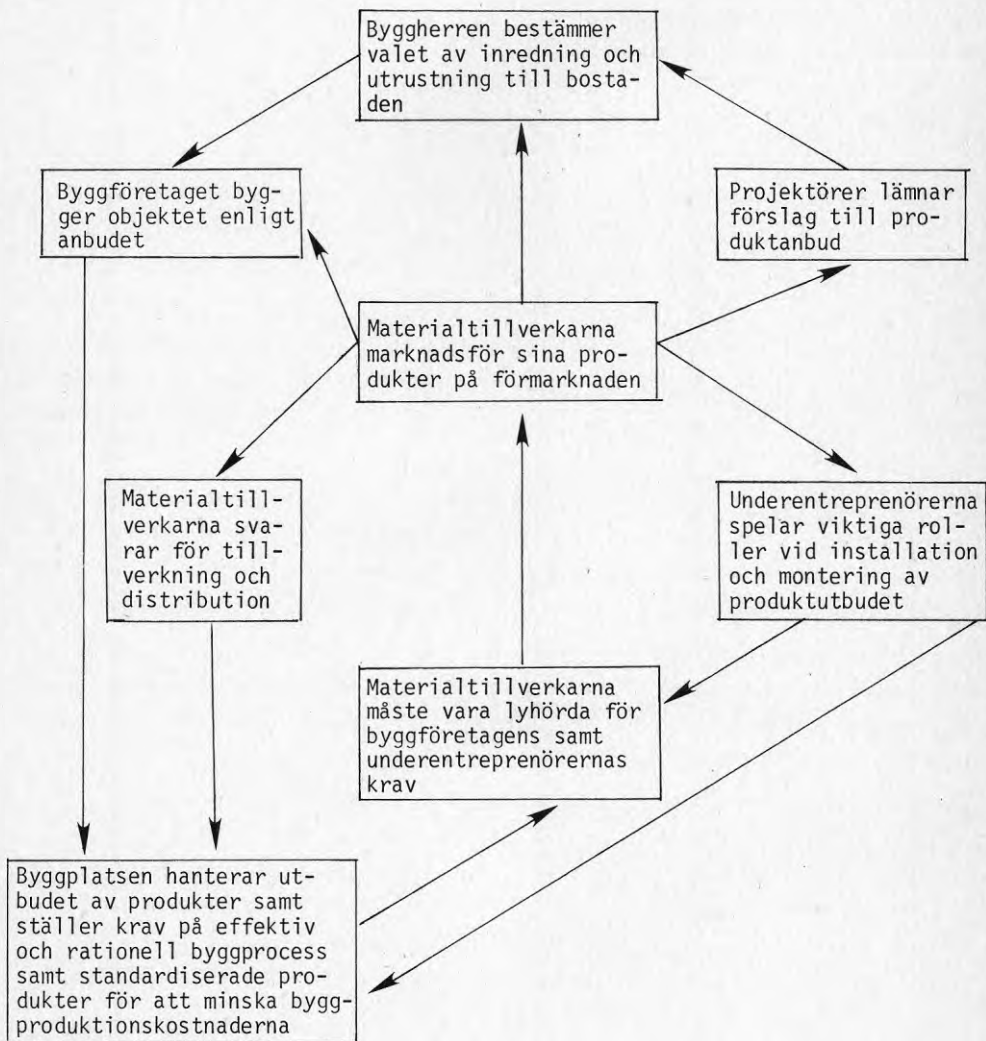 Byggherren bestämmer
valet av inredning och
utrustning till bosta-
den
Byggföretaget byg-
ger objektet enligt
anbudet
Projektörer lämnar
förslag till pro-
duktanbud
Materialtillverkarna
marknadsför sina pro-
dukter på förmarknaden
Materialtill-
verkarna sva-
rar för till-
verkning och
distribution
Underentreprenörerna
spelar viktiga rol-
ler vid installation
och montering av
produktutbudet
Materialtillverkarna
måste vara lyhörda för
byggföretagens samt
underentreprenörernas
krav
Byggplatsen hanterar ut-
budet av produkter samt
ställer krav på effektiv
och rationell byggprocess
samt standardiserade pro-
dukter för att minska bygg-
produktionskostnaderna